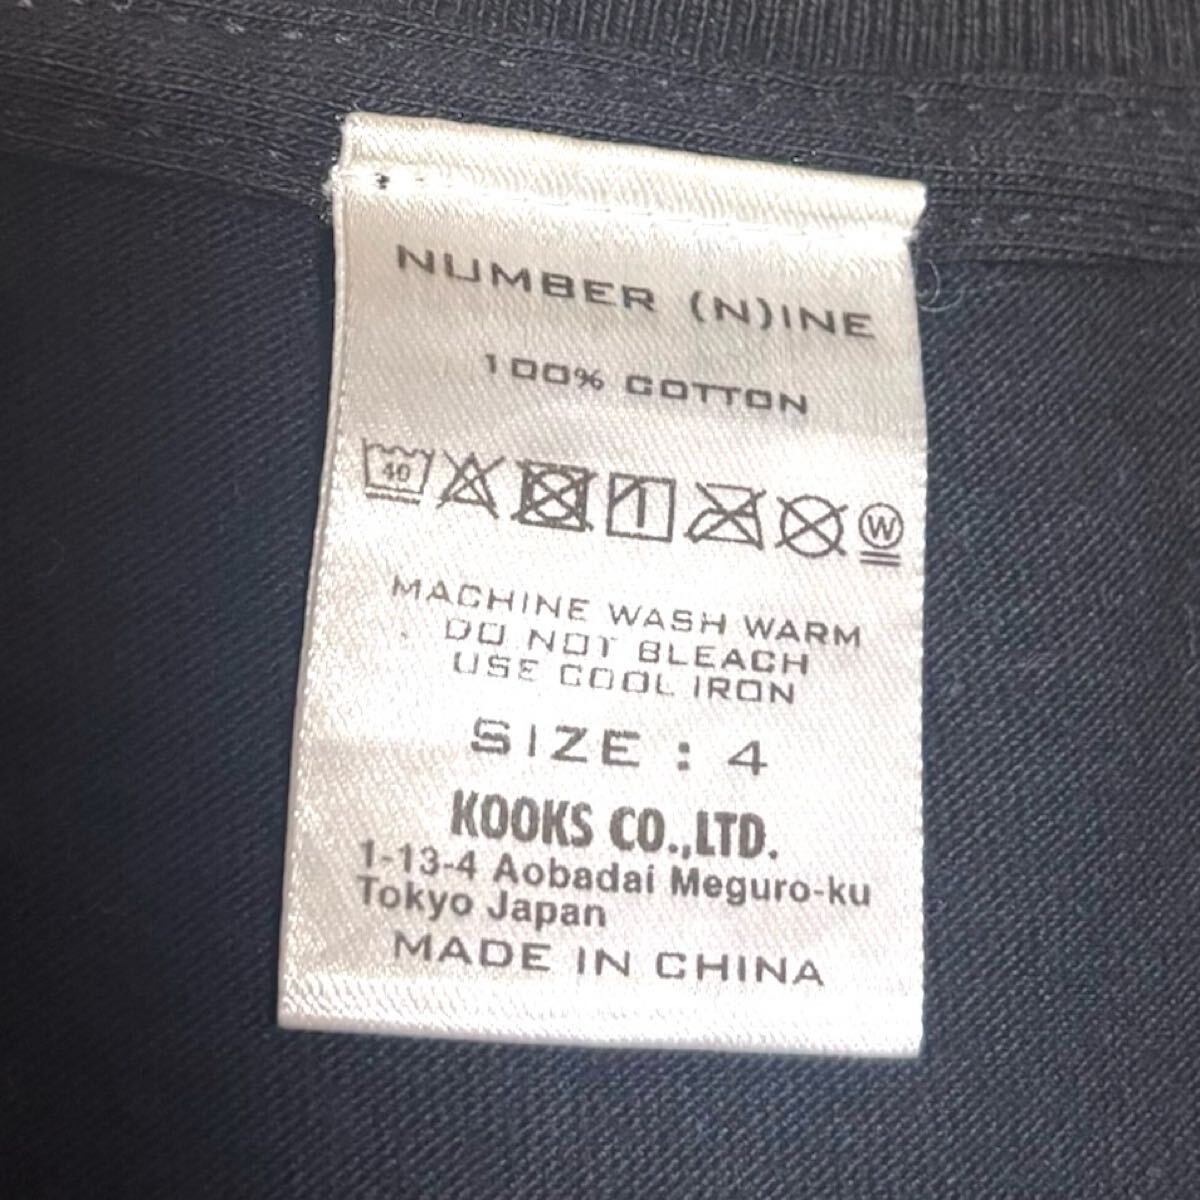 NUMBER (N)INE
100% COTTON
40
W
MACHINE WASH WARM
DO NOT BLEACH
USE COOL IRON
SIZE : 4
KOOKS CO.,LTD.
1-13-4 Aobadai Meguro-ku
Tokyo Japan
MADE IN CHINA